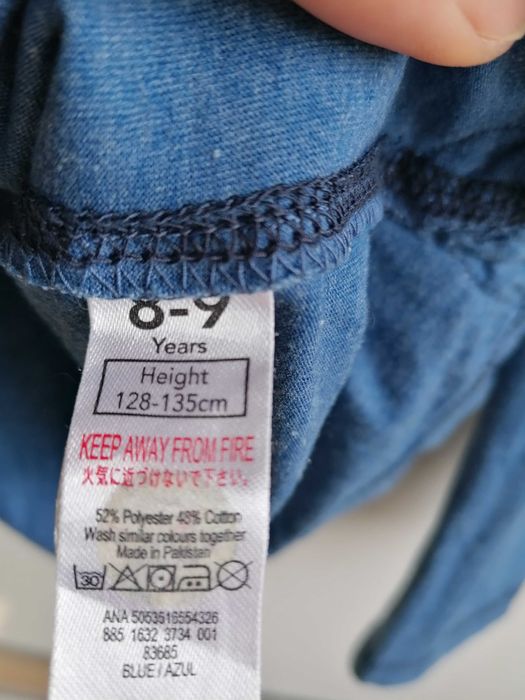 8-9
Years
Height
128-135cm
KEEP AWAY FROM FIRE
火気に近づけないで下さい。
52% Polyester 48% Cotton
Wash similar colours together
Made in Pakistan
30
ANA 5053516554326
885 1632 3734 001
83685
BLUE/AZUL